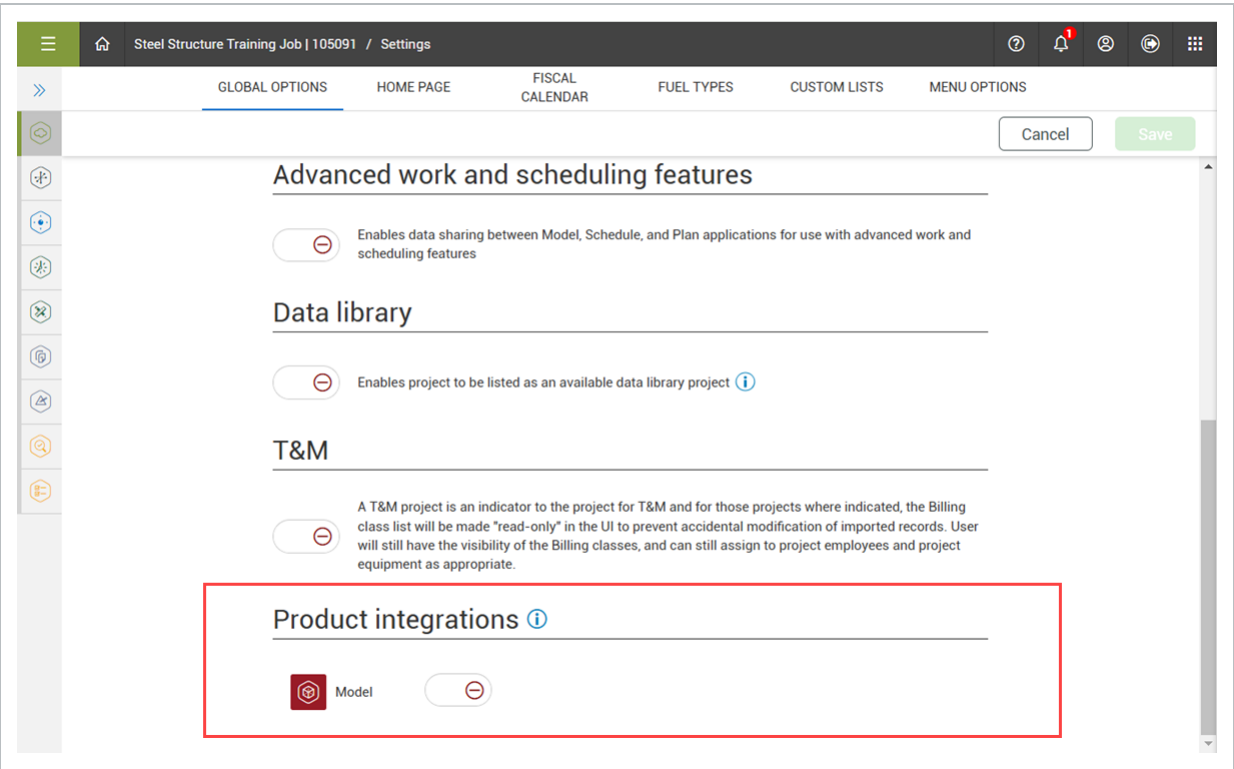 Steel Structure Training Job | 105091 / Settings
1
GLOBAL OPTIONS HOME PAGE FISCAL CALENDAR FUEL TYPES CUSTOM LISTS MENU OPTIONS
Cancel Save
Advanced work and scheduling features
Enables data sharing between Model, Schedule, and Plan applications for use with advanced work and
scheduling features
Data library
Enables project to be listed as an available data library project
T&M
A T&M project is an indicator to the project for T&M and for those projects where indicated, the Billing
class list will be made "read-only" in the UI to prevent accidental modification of imported records. User
will still have the visibility of the Billing classes, and can still assign to project employees and project
equipment as appropriate.
Product integrations
Model